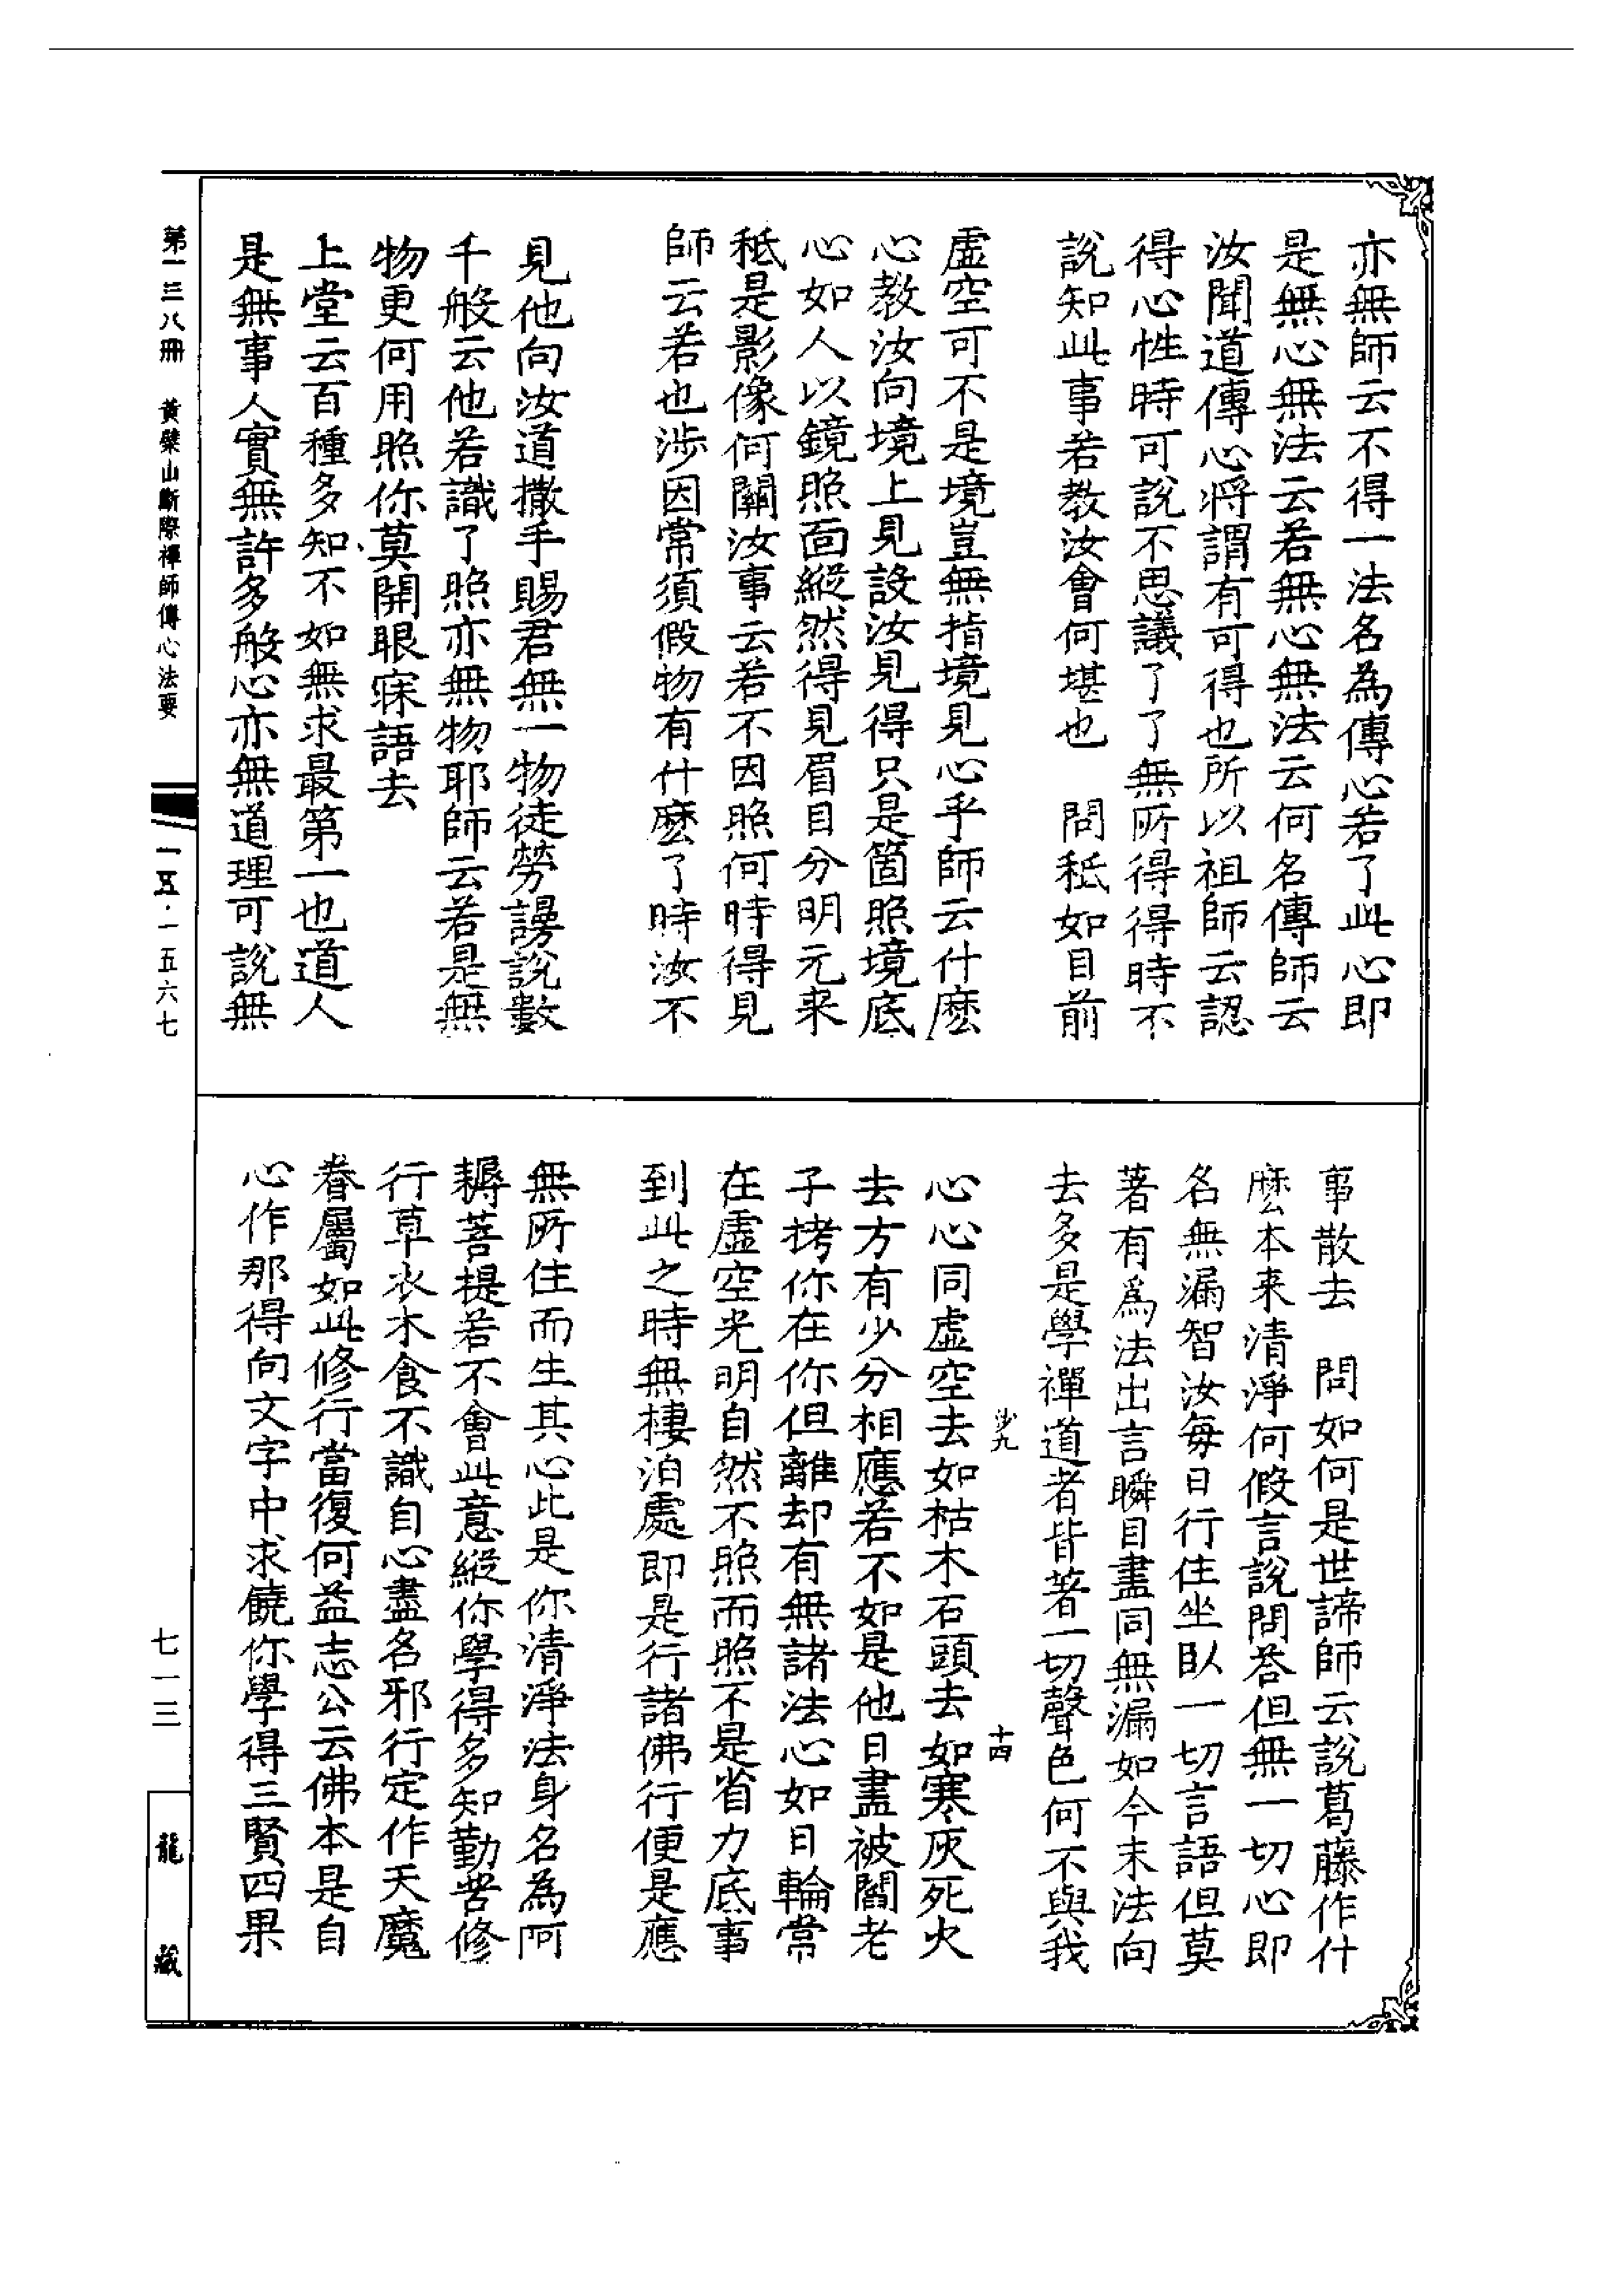 亦無師云不得一法名為傳心若了此心即
是無心無法云若無心無法云何名傳師云
汝聞道傳心將謂有可得也所以祖師云認
得心性時可說不思議了了無所得得時不
說知此事若教汝會何堪也　問秪如目前
虛空可不是境豈無指境見心乎師云什麽
心教汝向境上見設汝見得只是箇照境底
心如人以鏡照面縱然得見眉目分明元來
秪是影像何關汝事云若不因照何時得見
師云若也涉因常須假物有什麽了時汝不
見他向汝道撒手賜君無一物徒勞謾說數
千般云他若識了照亦無物耶師云若是無
物更何用照你莫開眼寐語去
上堂云百種多知不如無求最第一也道人
是無事人實無許多般心亦無道理可說無
第一三八冊　黃檗山斷際禪師傳心法要
一五·一五六七
事散去　問如何是世諦師云說葛藤作什
麽本来清淨何假言說問荅但無一切心即
名無漏智汝每日行住坐臥一切言語但莫
著有爲法出言瞬目盡同無漏如今末法向
去多是學禪道者皆著一切聲色何不與我
沙九　十四
心心同虛空去如枯木石頭去如寒灰死火
去方有少分相應若不如是他日盡被閻老
子拷你在你但離却有無諸法心如日輪常
在虛空光明自然不照而照不是省力底事
到此之時無棲泊處即是行諸佛行便是應
無所住而生其心此是你清淨法身名為阿
耨菩提若不會此意縱你學得多知勤苦修
行草衣木食不識自心盡名邪行定作天魔
眷屬如此修行當復何益志公云佛本是自
心作那得向文字中求饒你學得三賢四果
七一三
龍藏